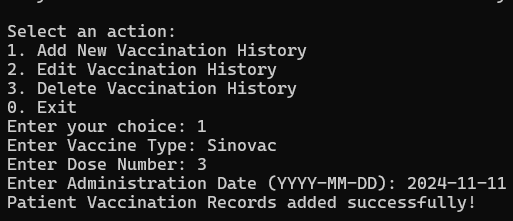 Select an action:
1. Add New Vaccination History
2. Edit Vaccination History
3. Delete Vaccination History
0. Exit
Enter your choice: 1
Enter Vaccine Type: Sinovac
Enter Dose Number: 3
Enter Administration Date (YYYY-MM-DD): 2024-11-11
Patient Vaccination Records added successfully!